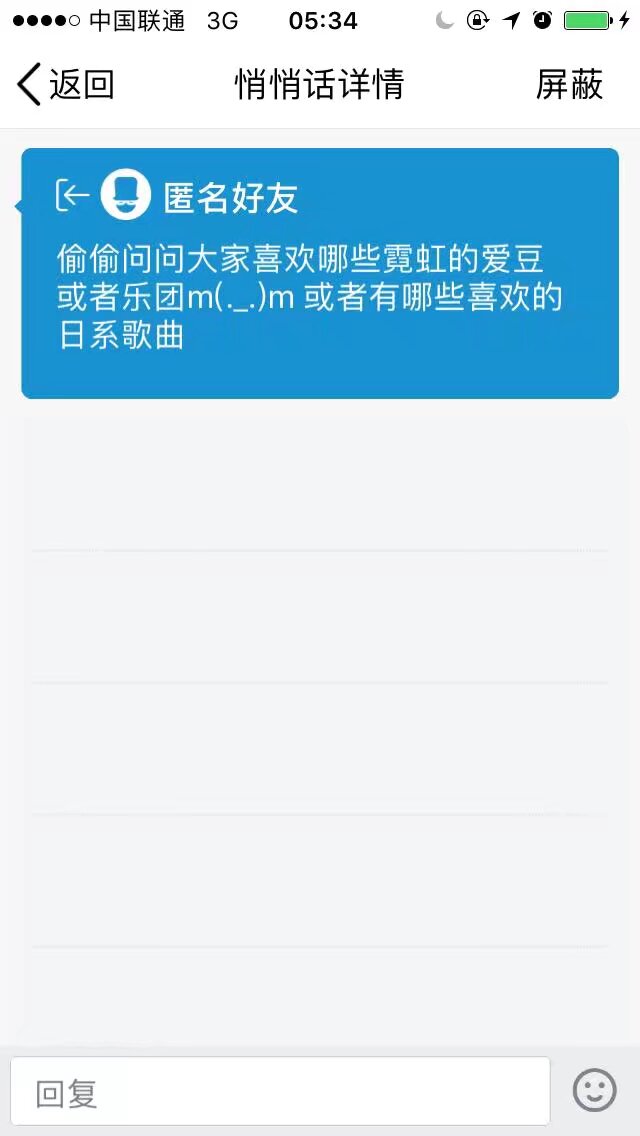 中国联通 3G 05:34
返回 悄悄话详情 屏蔽
匿名好友
偷偷问问大家喜欢哪些霓虹的爱豆
或者乐团m(._.)m 或者有哪些喜欢的
日系歌曲
回复